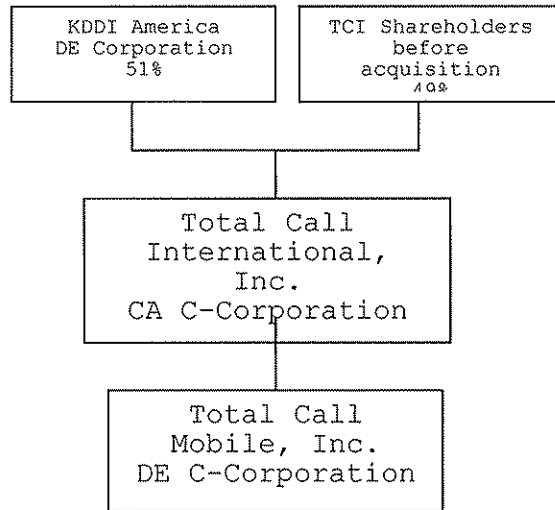 KDDI America
DE Corporation
51%
TCI Shareholders
before
acquisition
49%
Total Call
International,
Inc.
CA C-Corporation
Total Call
Mobile, Inc.
DE C-Corporation